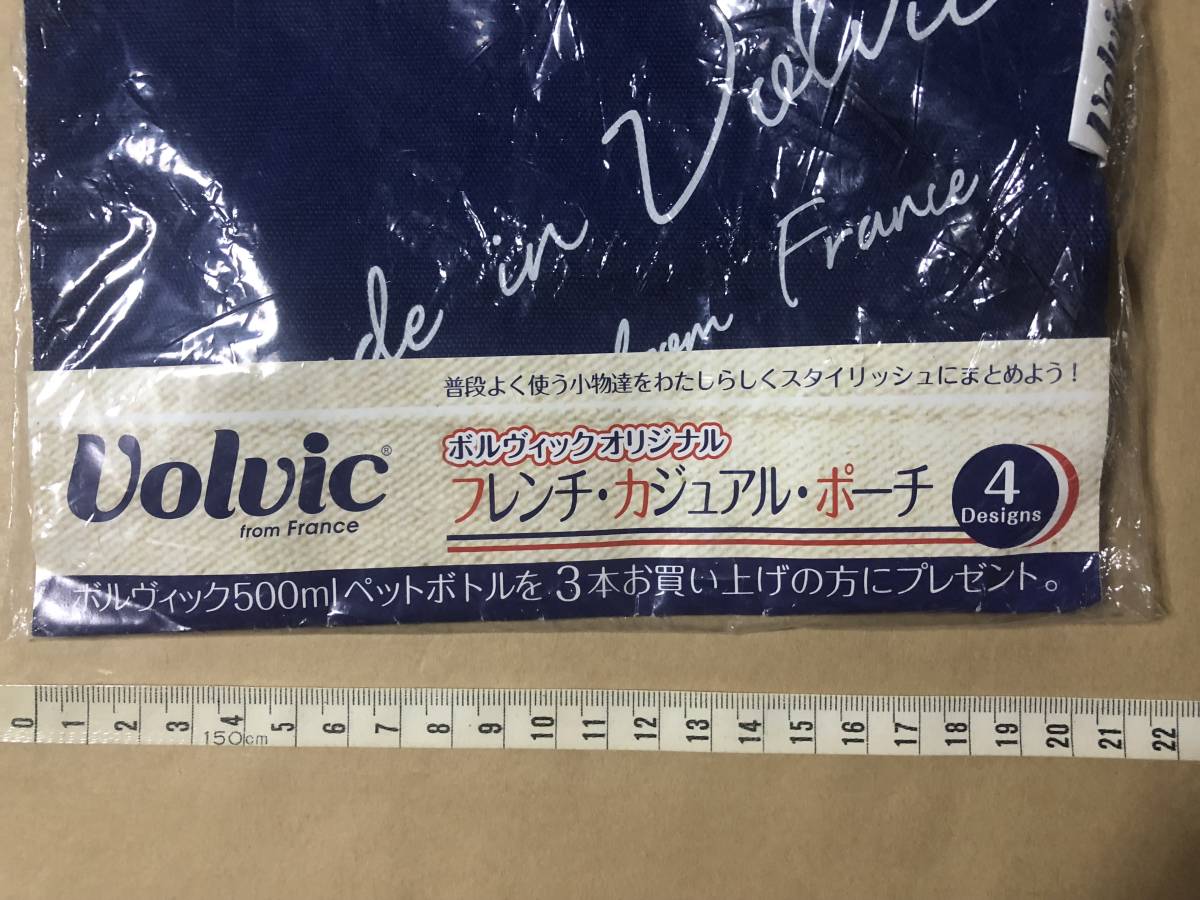 Volvic
Volvic
in
France
from
普段よく使う小物達をわたしらしくスタイリッシュにまとめよう!
Volvic®
from France
ボルヴィックオリジナル
フレンチ・カジュアル・ポーチ
4
Designs
ボルヴィック500mlペットボトルを3本お買い上げの方にプレゼント。
0 1 2 3 4 5 6 7 8 9 10 11 12 13 14 15 16 17 18 19 20 21 22
150cm